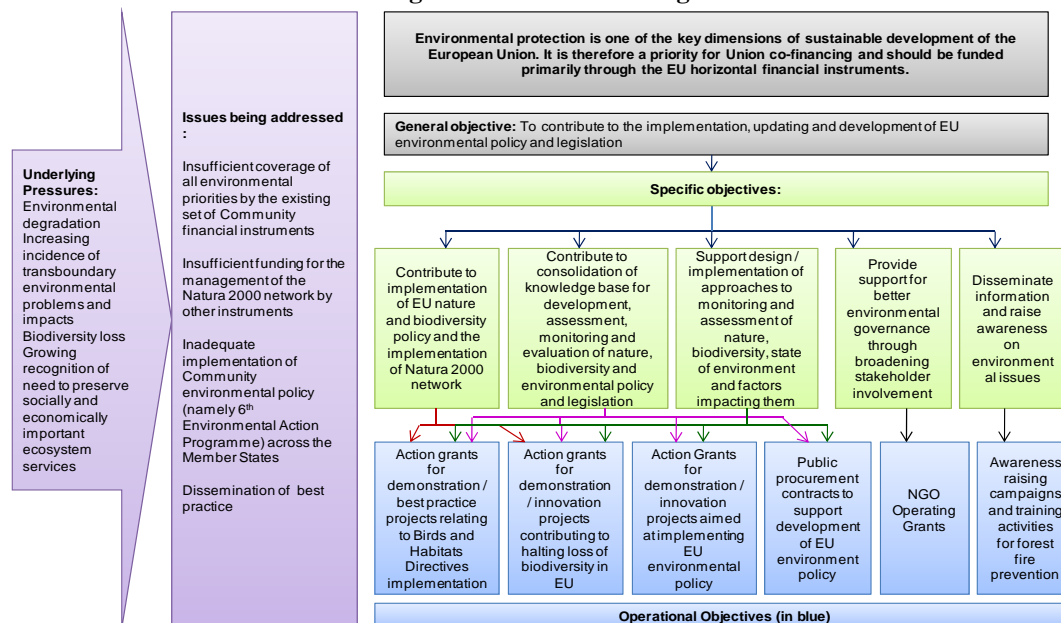 Environmental protection is one of the key dimensions of sustainable development of the
European Union. It is therefore a priority for Union co-financing and should be funded
primarily through the EU horizontal financial instruments.
General objective: To contribute to the implementation, updating and development of EU
environmental policy and legislation
Specific objectives:
Underlying
Pressures:
Environmental
degradation
Increasing
incidence of
transboundary
environmental
problems and
impacts
Biodiversity loss
Growing
recognition of
need to preserve
socially and
economically
important
ecosystem
services
Issues being addressed
:
Insufficient coverage of
all environmental
priorities by the existing
set of Community
financial instruments
Insufficient funding for the
management of the
Natura 2000 network by
other instruments
Inadequate
implementation of
Community
environmental policy
(namely 6th
Environmental Action
Programme) across the
Member States
Dissemination of best
practice
Contribute to
implementation
of EU nature
and biodiversity
policy and the
implementation
of Natura 2000
network
Contribute to
consolidation of
knowledge base for
development,
assessment,
monitoring and
evaluation of nature,
biodiversity and
environmental policy
and legislation
Support design /
implementation of
approaches to
monitoring and
assessment of
nature,
biodiversity, state
of environment
and factors
impacting them
Provide
support for
better
environmental
governance
through
broadening
stakeholder
involvement
Disseminate
information
and raise
awareness
on
environment
al issues
Action grants
for
demonstration /
best practice
projects relating
to Birds and
Habitats
Directives
implementation
Action grants for
demonstration
/ innovation
projects
contributing to
halting loss of
biodiversity in
EU
Action Grants for
demonstration /
innovation
projects aimed
at implementing
EU
environmental
policy
Public
procurement
contracts to
support
development
of EU
environment
policy
NGO
Operating
Grants
Awareness
raising
campaigns
and training
activities
for forest
fire
prevention
Operational Objectives (in blue)